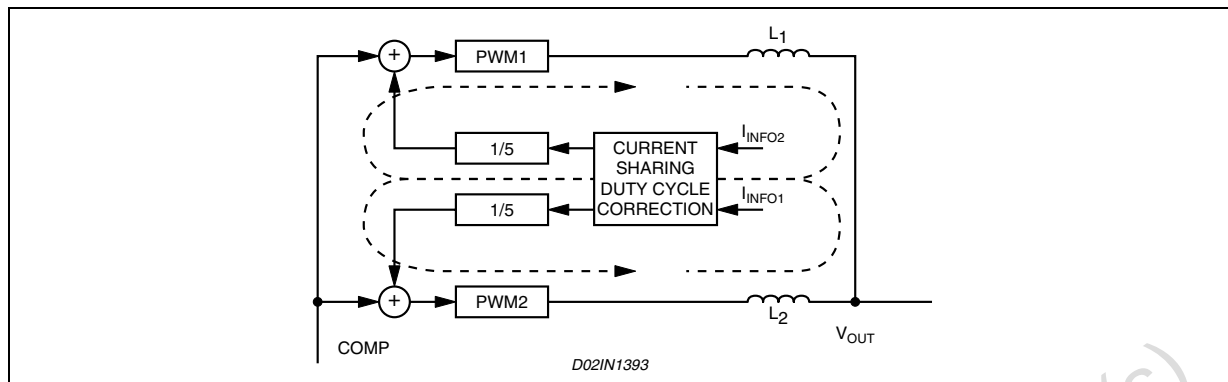 L1
+
PWM1
1/5
CURRENT
SHARING
DUTY CYCLE
CORRECTION
IINFO2
1/5
IINFO1
+
PWM2
L2
VOUT
COMP
D02IN1393